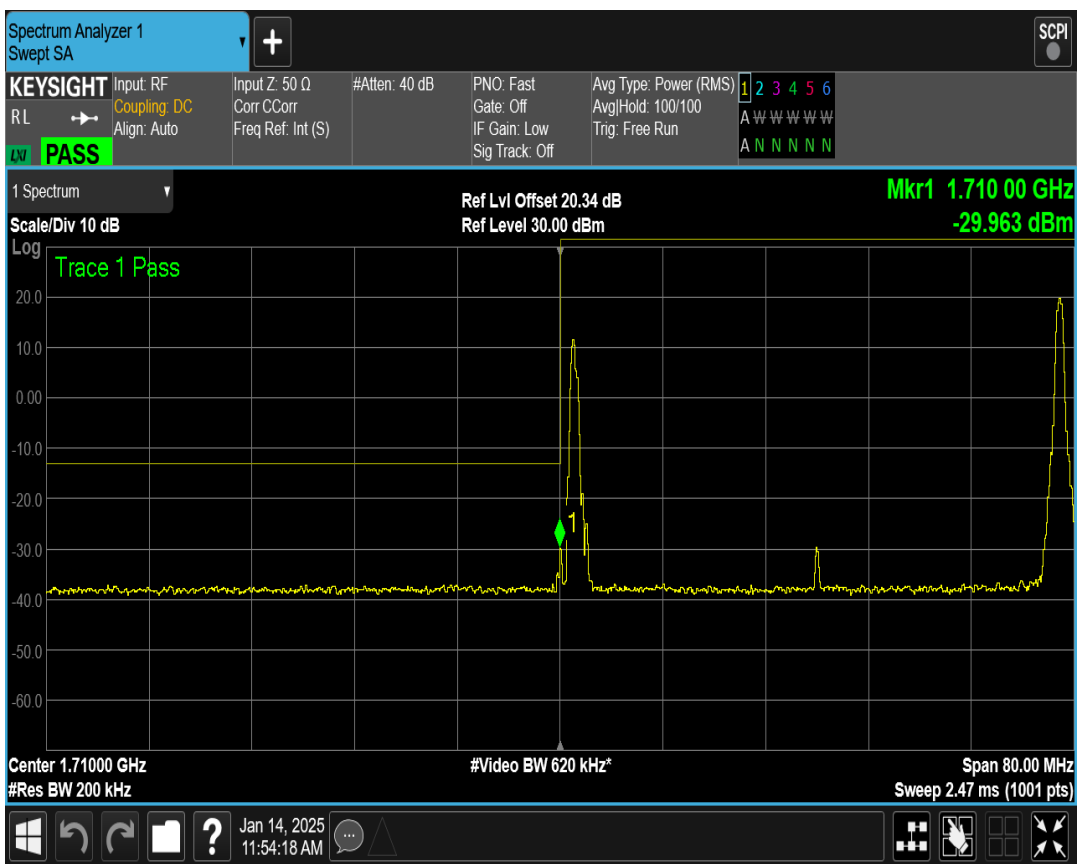 Spectrum Analyzer 1
Swept SA
+
SCPI
KEYSIGHT
RL
LXI
PASS
Input: RF
Coupling: DC
Align: Auto
Input Z: 50 Ω
Corr CCorr
Freq Ref: Int (S)
#Atten: 40 dB
PNO: Fast
Gate: Off
IF Gain: Low
Sig Track: Off
Avg Type: Power (RMS)
Avg|Hold: 100/100
Trig: Free Run
1 2 3 4 5 6
A W W W W W
A N N N N N
1 Spectrum
Scale/Div 10 dB
Ref Lvl Offset 20.34 dB
Ref Level 30.00 dBm
Mkr1 1.710 00 GHz
-29.963 dBm
Log
Trace 1 Pass
20.0
10.0
0.00
-10.0
-20.0
1
-30.0
-40.0
-50.0
-60.0
Center 1.71000 GHz
#Video BW 620 kHz*
Span 80.00 MHz
#Res BW 200 kHz
Sweep 2.47 ms (1001 pts)
?
Jan 14, 2025
11:54:18 AM